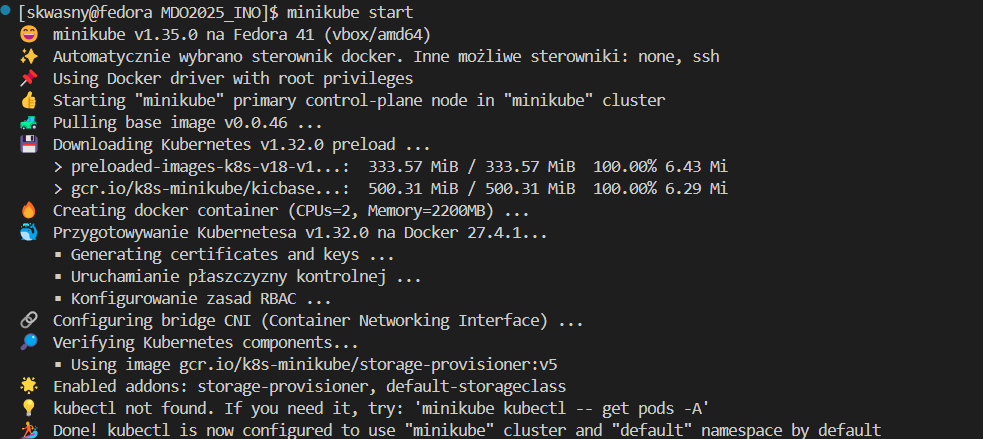 [skwasny@fedora MDO2025_INO]$ minikube start
😄 minikube v1.35.0 na Fedora 41 (vbox/amd64)
✨ Automatycznie wybrano sterownik docker. Inne możliwe sterowniki: none, ssh
📌 Using Docker driver with root privileges
👍 Starting "minikube" primary control-plane node in "minikube" cluster
🚜 Pulling base image v0.0.46 ...
💾 Downloading Kubernetes v1.32.0 preload ...
> preloaded-images-k8s-v18-v1...: 333.57 MiB / 333.57 MiB 100.00% 6.43 Mi
> gcr.io/k8s-minikube/kicbase...: 500.31 MiB / 500.31 MiB 100.00% 6.29 Mi
🔥 Creating docker container (CPUs=2, Memory=2200MB) ...
🐳 Przygotowywanie Kubernetesa v1.32.0 na Docker 27.4.1...
▪ Generating certificates and keys ...
▪ Uruchamianie płaszczyzny kontrolnej ...
▪ Konfigurowanie zasad RBAC ...
🔗 Configuring bridge CNI (Container Networking Interface) ...
🔎 Verifying Kubernetes components...
▪ Using image gcr.io/k8s-minikube/storage-provisioner:v5
🌟 Enabled addons: storage-provisioner, default-storageclass
💡 kubectl not found. If you need it, try: 'minikube kubectl -- get pods -A'
🏄 Done! kubectl is now configured to use "minikube" cluster and "default" namespace by default